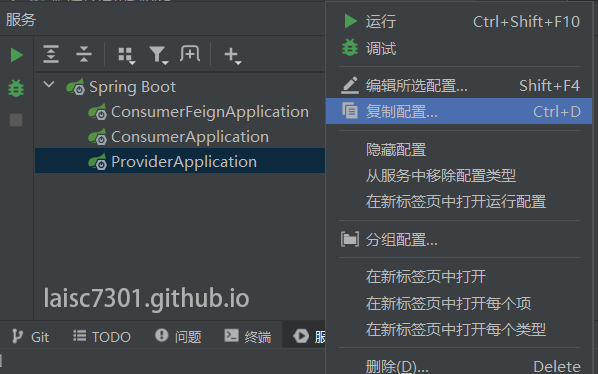 服务
Spring Boot
ConsumerFeignApplication
ConsumerApplication
ProviderApplication
laisc7301.github.io
Git
TODO
问题
终端
运行 Ctrl+Shift+F10
调试
编辑所选配置... Shift+F4
复制配置... Ctrl+D
隐藏配置
从服务中移除配置类型
在新标签页中打开运行配置
分组配置...
在新标签页中打开
在新标签页中打开每个项
在新标签页中打开每个类型
删除(D)... Delete